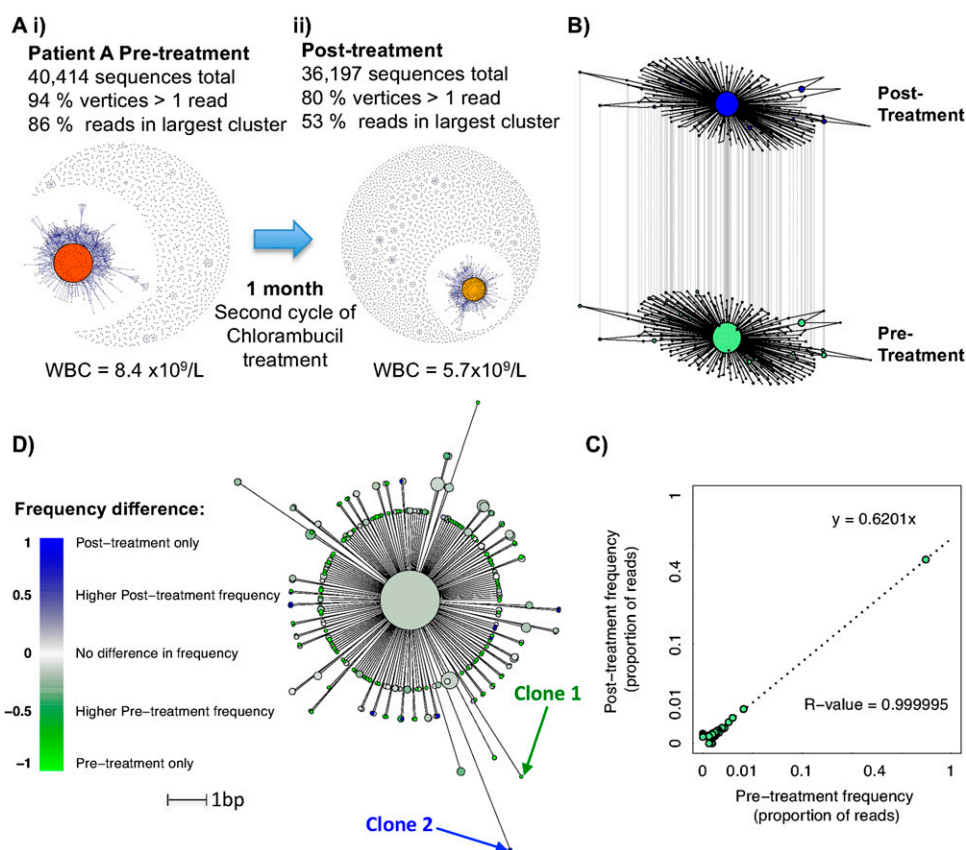 A i)
Patient A Pre-treatment
40,414 sequences total
94 % vertices > 1 read
86 % reads in largest cluster
WBC = 8.4 x10⁹/L
1 month
Second cycle of
Chlorambucil
treatment
ii)
Post-treatment
36,197 sequences total
80 % vertices > 1 read
53 % reads in largest cluster
WBC = 5.7x10⁹/L
B)
Post-
Treatment
Pre-
Treatment
D)
Frequency difference:
1 Post-treatment only
0.5 Higher Post-treatment frequency
0 No difference in frequency
-0.5 Higher Pre-treatment frequency
-1 Pre-treatment only
1bp
Clone 1
Clone 2
C)
Post-treatment frequency
(proportion of reads)
1
0.4
0.1
0.01
0
y = 0.6201x
R-value = 0.999995
0 0.01 0.1 0.4 1
Pre-treatment frequency
(proportion of reads)